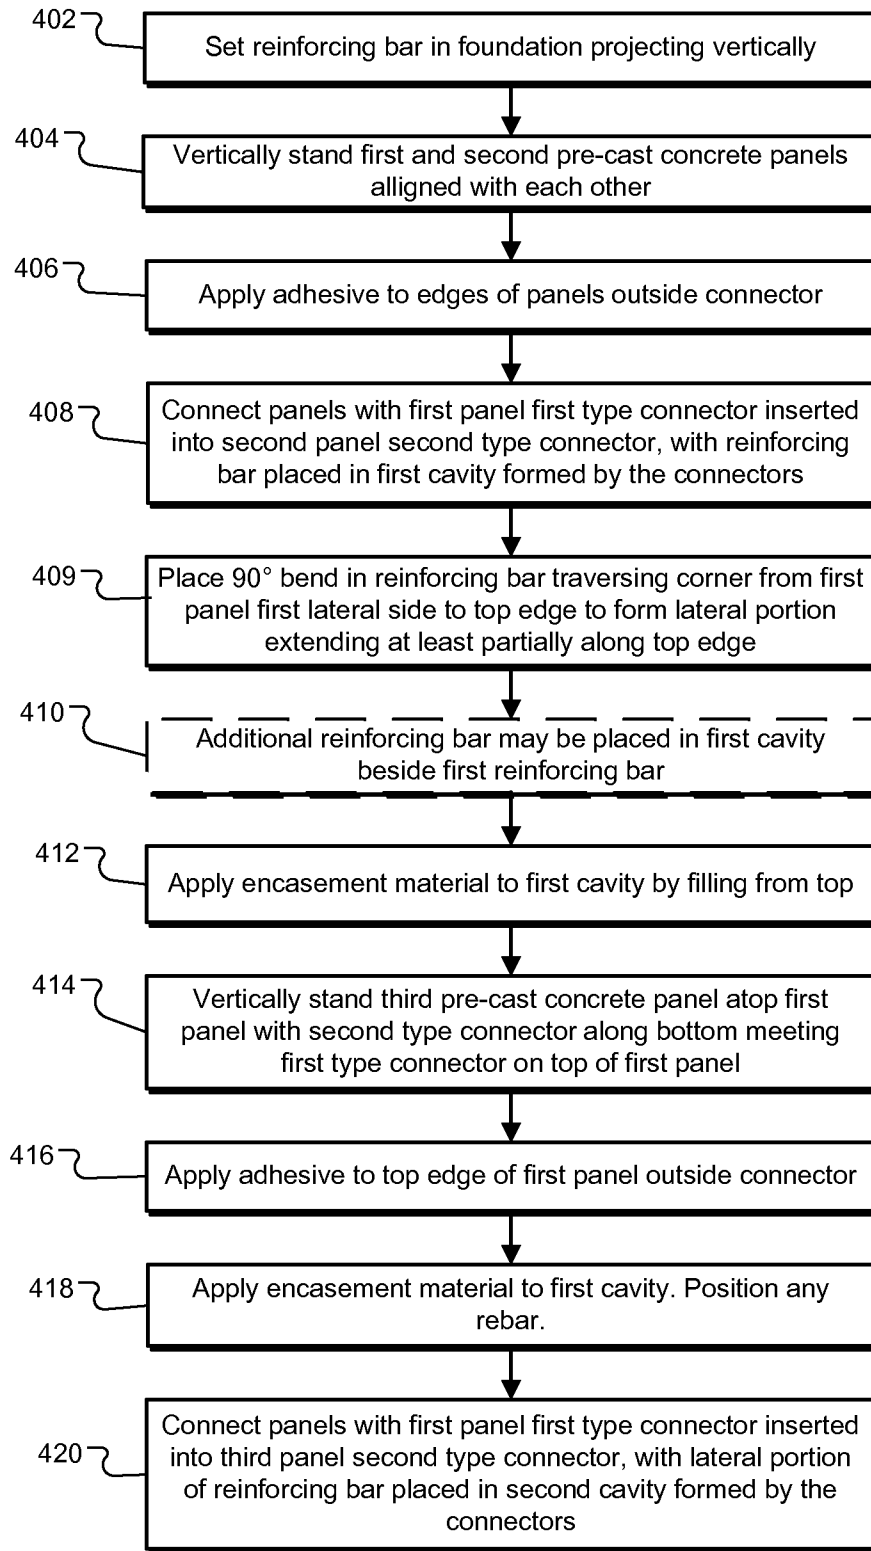 402
Set reinforcing bar in foundation projecting vertically
404
Vertically stand first and second pre-cast concrete panels
alligned with each other
406
Apply adhesive to edges of panels outside connector
408
Connect panels with first panel first type connector inserted
into second panel second type connector, with reinforcing
bar placed in first cavity formed by the connectors
409
Place 90° bend in reinforcing bar traversing corner from first
panel first lateral side to top edge to form lateral portion
extending at least partially along top edge
410
Additional reinforcing bar may be placed in first cavity
beside first reinforcing bar
412
Apply encasement material to first cavity by filling from top
414
Vertically stand third pre-cast concrete panel atop first
panel with second type connector along bottom meeting
first type connector on top of first panel
416
Apply adhesive to top edge of first panel outside connector
418
Apply encasement material to first cavity. Position any
rebar.
420
Connect panels with first panel first type connector inserted
into third panel second type connector, with lateral portion
of reinforcing bar placed in second cavity formed by the
connectors